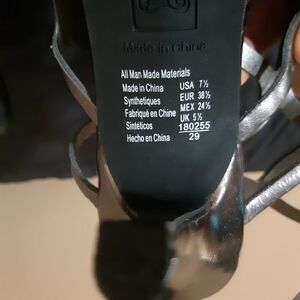 Made in China
All Man Made Materials
Made in China USA 7½
Synthetiques EUR 38½
Fabriqué en Chine MEX 24½
Sintéticos UK 5½
Hecho en China 180255
29